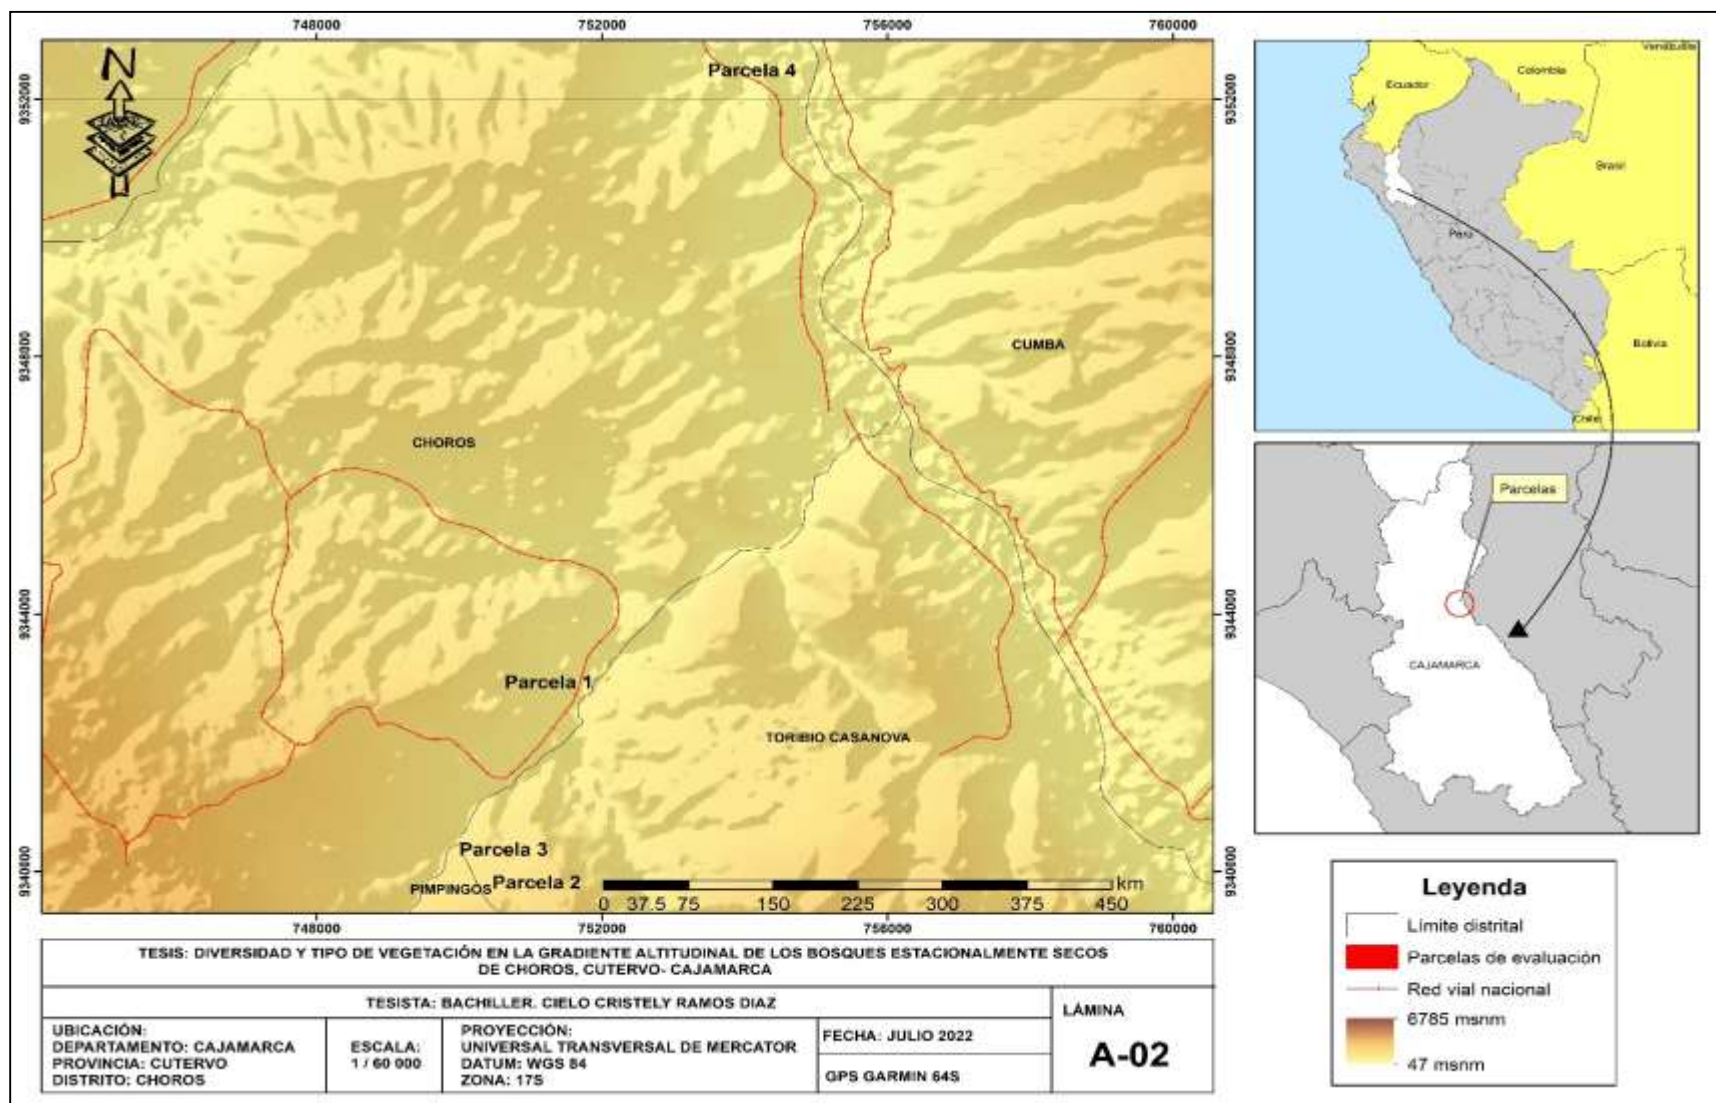 748000
752000
756000
760000
N
Parcela 4
9352000
9352000
CUMBA
9348000
9348000
CHOROS
9344000
9344000
Parcela 1
TORIBIO CASANOVA
Parcela 3
PIMPINGOS
Parcela 2
9340000
9340000
km
0 37.5 75 150 225 300 375 450
748000
752000
756000
760000
Venezuela
Colombia
Ecuador
Brasil
Perú
Bolivia
Chile
Parcelas
CAJAMARCA
Leyenda
Límite distrital
Parcelas de evaluación
Red vial nacional
6785 msnm
47 msnm
TESIS: DIVERSIDAD Y TIPO DE VEGETACIÓN EN LA GRADIENTE ALTITUDINAL DE LOS BOSQUES ESTACIONALMENTE SECOS
DE CHOROS, CUTERVO- CAJAMARCA
TESISTA: BACHILLER. CIELO CRISTELY RAMOS DIAZ
UBICACIÓN:
DEPARTAMENTO: CAJAMARCA
PROVINCIA: CUTERVO
DISTRITO: CHOROS
ESCALA:
1 / 60 000
PROYECCIÓN:
UNIVERSAL TRANSVERSAL DE MERCATOR
DATUM: WGS 84
ZONA: 17S
FECHA: JULIO 2022
GPS GARMIN 64S
LÁMINA
A-02